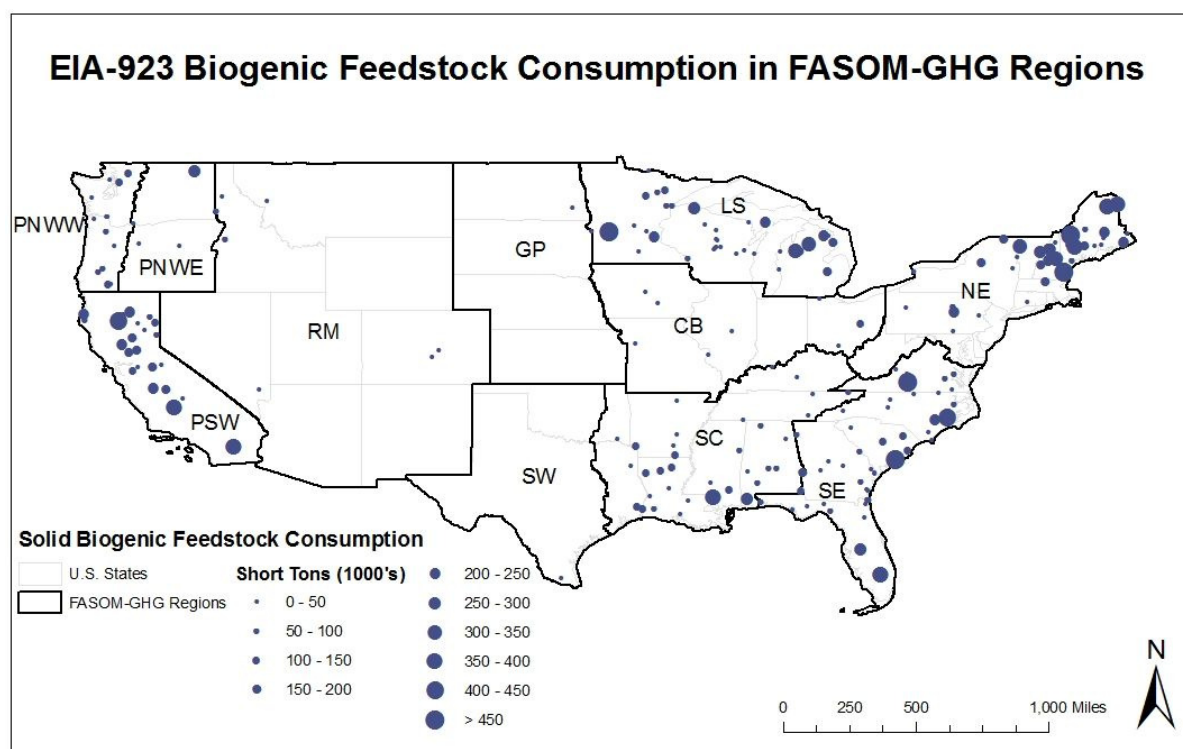 EIA-923 Biogenic Feedstock Consumption in FASOM-GHG Regions
PNWW
PNWE
RM
GP
LS
CB
NE
PSW
SW
SC
SE
Solid Biogenic Feedstock Consumption
U.S. States
FASOM-GHG Regions
Short Tons (1000's)
0 - 50
50 - 100
100 - 150
150 - 200
200 - 250
250 - 300
300 - 350
350 - 400
400 - 450
> 450
0 250 500 1,000 Miles
N